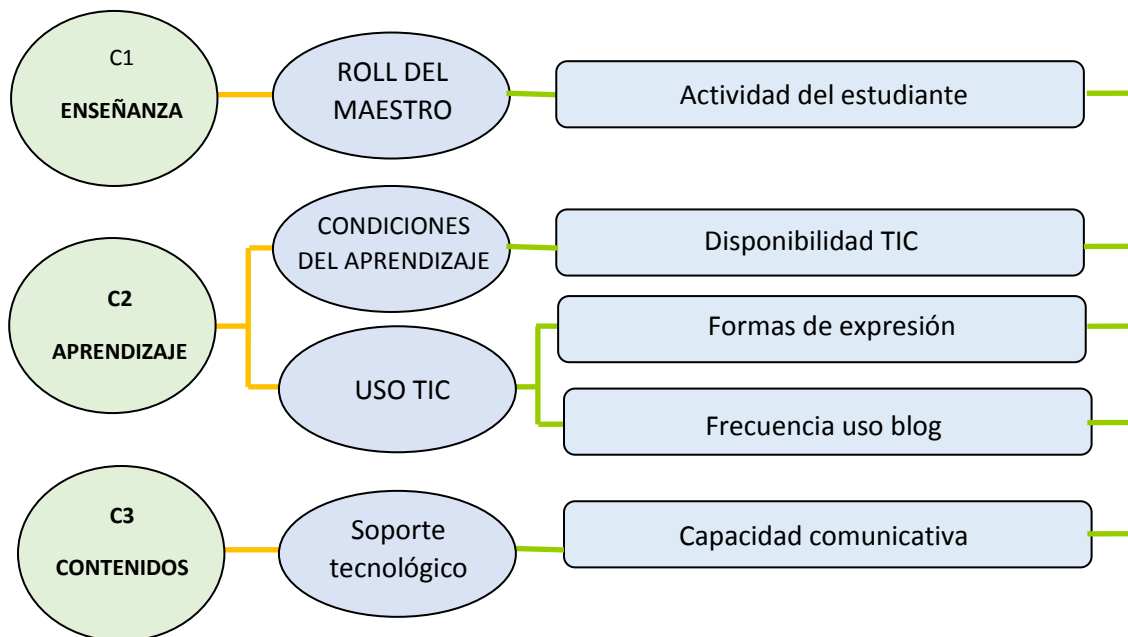 C1
ENSEÑANZA
ROLL DEL
MAESTRO
Actividad del estudiante
C2
APRENDIZAJE
CONDICIONES
DEL APRENDIZAJE
Disponibilidad TIC
USO TIC
Formas de expresión
Frecuencia uso blog
C3
CONTENIDOS
Soporte
tecnológico
Capacidad comunicativa